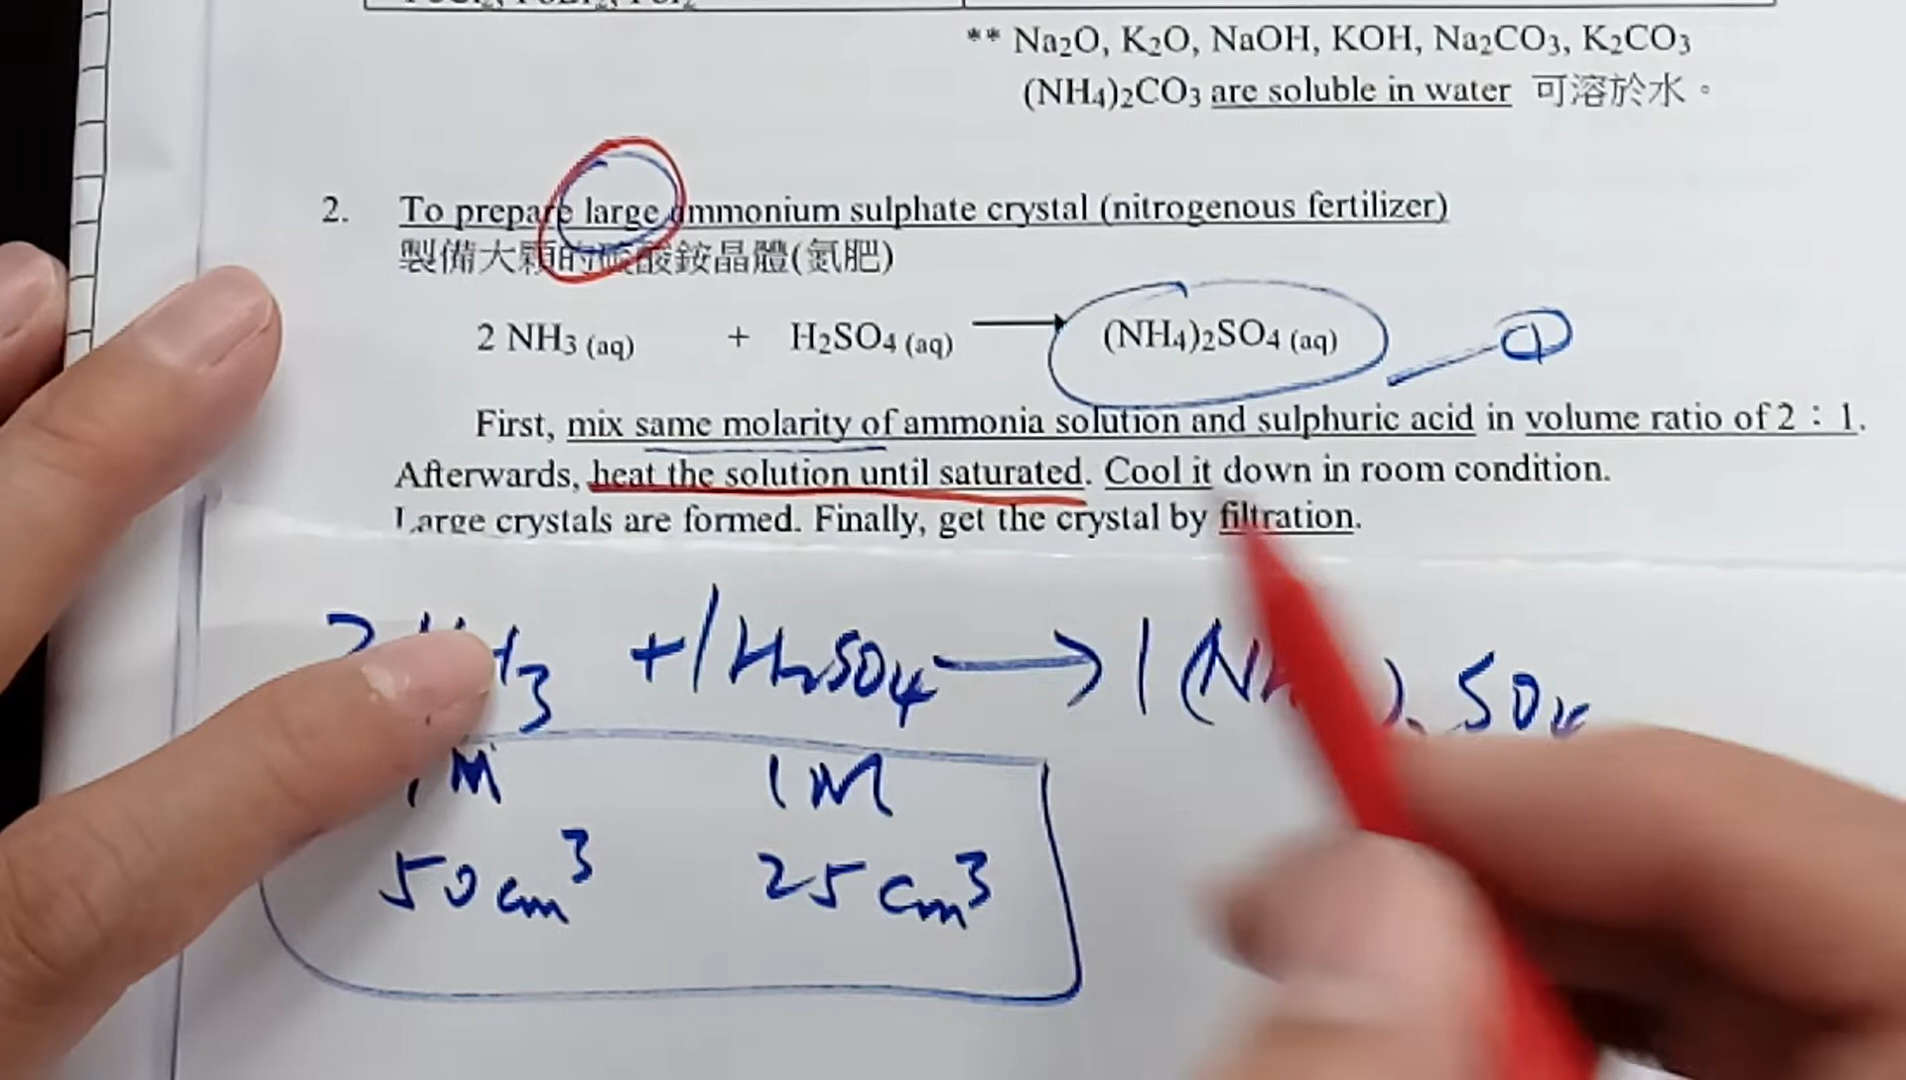 ** Na2O, K2O, NaOH, KOH, Na2CO3, K2CO3
(NH4)2CO3 are soluble in water 可溶於水。
2. To prepare large ammonium sulphate crystal (nitrogenous fertilizer)
製備大顆的硫酸銨晶體(氮肥)
2 NH3 (aq) + H2SO4 (aq) → (NH4)2SO4 (aq) 1
First, mix same molarity of ammonia solution and sulphuric acid in volume ratio of 2 : 1.
Afterwards, heat the solution until saturated. Cool it down in room condition.
Large crystals are formed. Finally, get the crystal by filtration.
2 H3 + 1 H2SO4 → 1 (N ) SO4
1M 1M
50 cm3 25 cm3